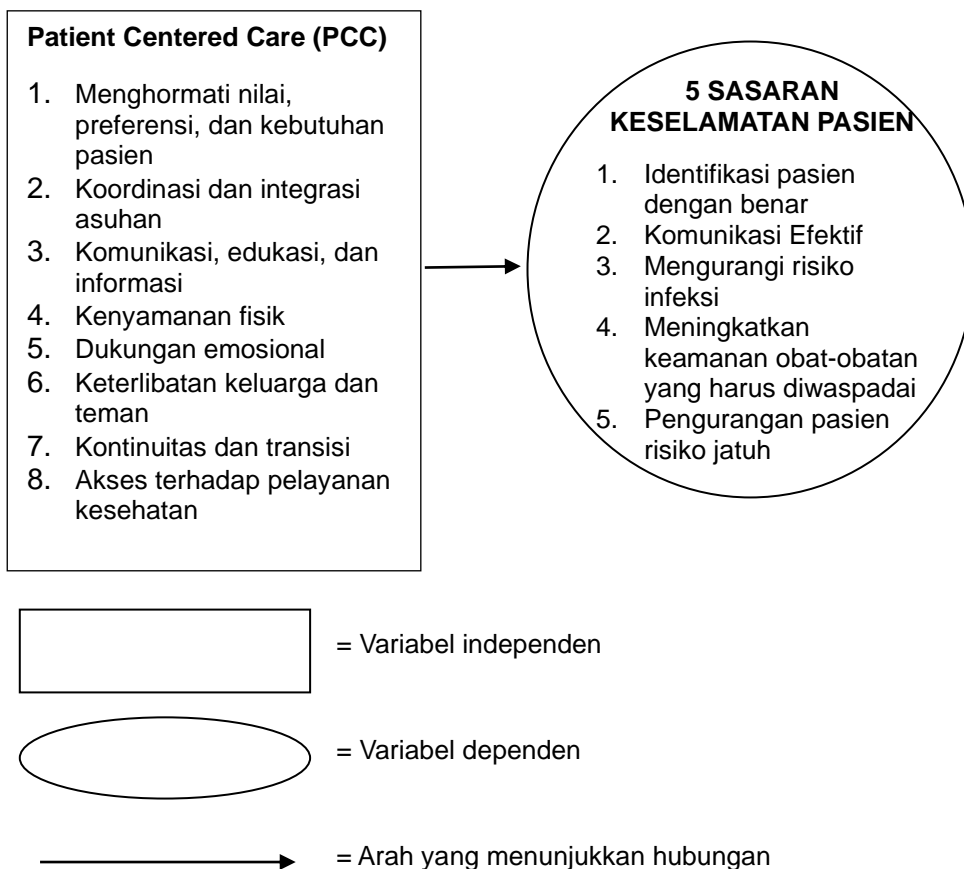 Patient Centered Care (PCC)
1. Menghormati nilai,
preferensi, dan kebutuhan
pasien
2. Koordinasi dan integrasi
asuhan
3. Komunikasi, edukasi, dan
informasi
4. Kenyamanan fisik
5. Dukungan emosional
6. Keterlibatan keluarga dan
teman
7. Kontinuitas dan transisi
8. Akses terhadap pelayanan
kesehatan
5 SASARAN
KESELAMATAN PASIEN
1. Identifikasi pasien
dengan benar
2. Komunikasi Efektif
3. Mengurangi risiko
infeksi
4. Meningkatkan
keamanan obat-obatan
yang harus diwaspadai
5. Pengurangan pasien
risiko jatuh
= Variabel independen
= Variabel dependen
= Arah yang menunjukkan hubungan